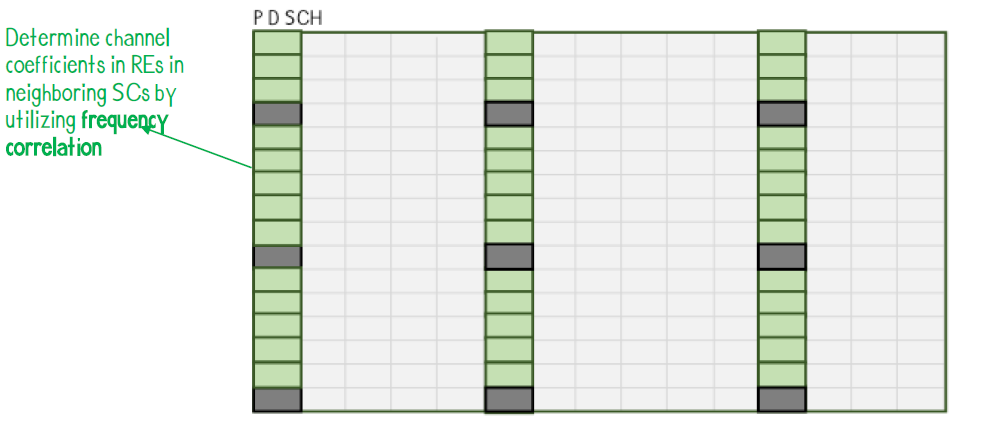 P D SCH
Determine channel
coefficients in REs in
neighboring SCs by
utilizing frequency
correlation